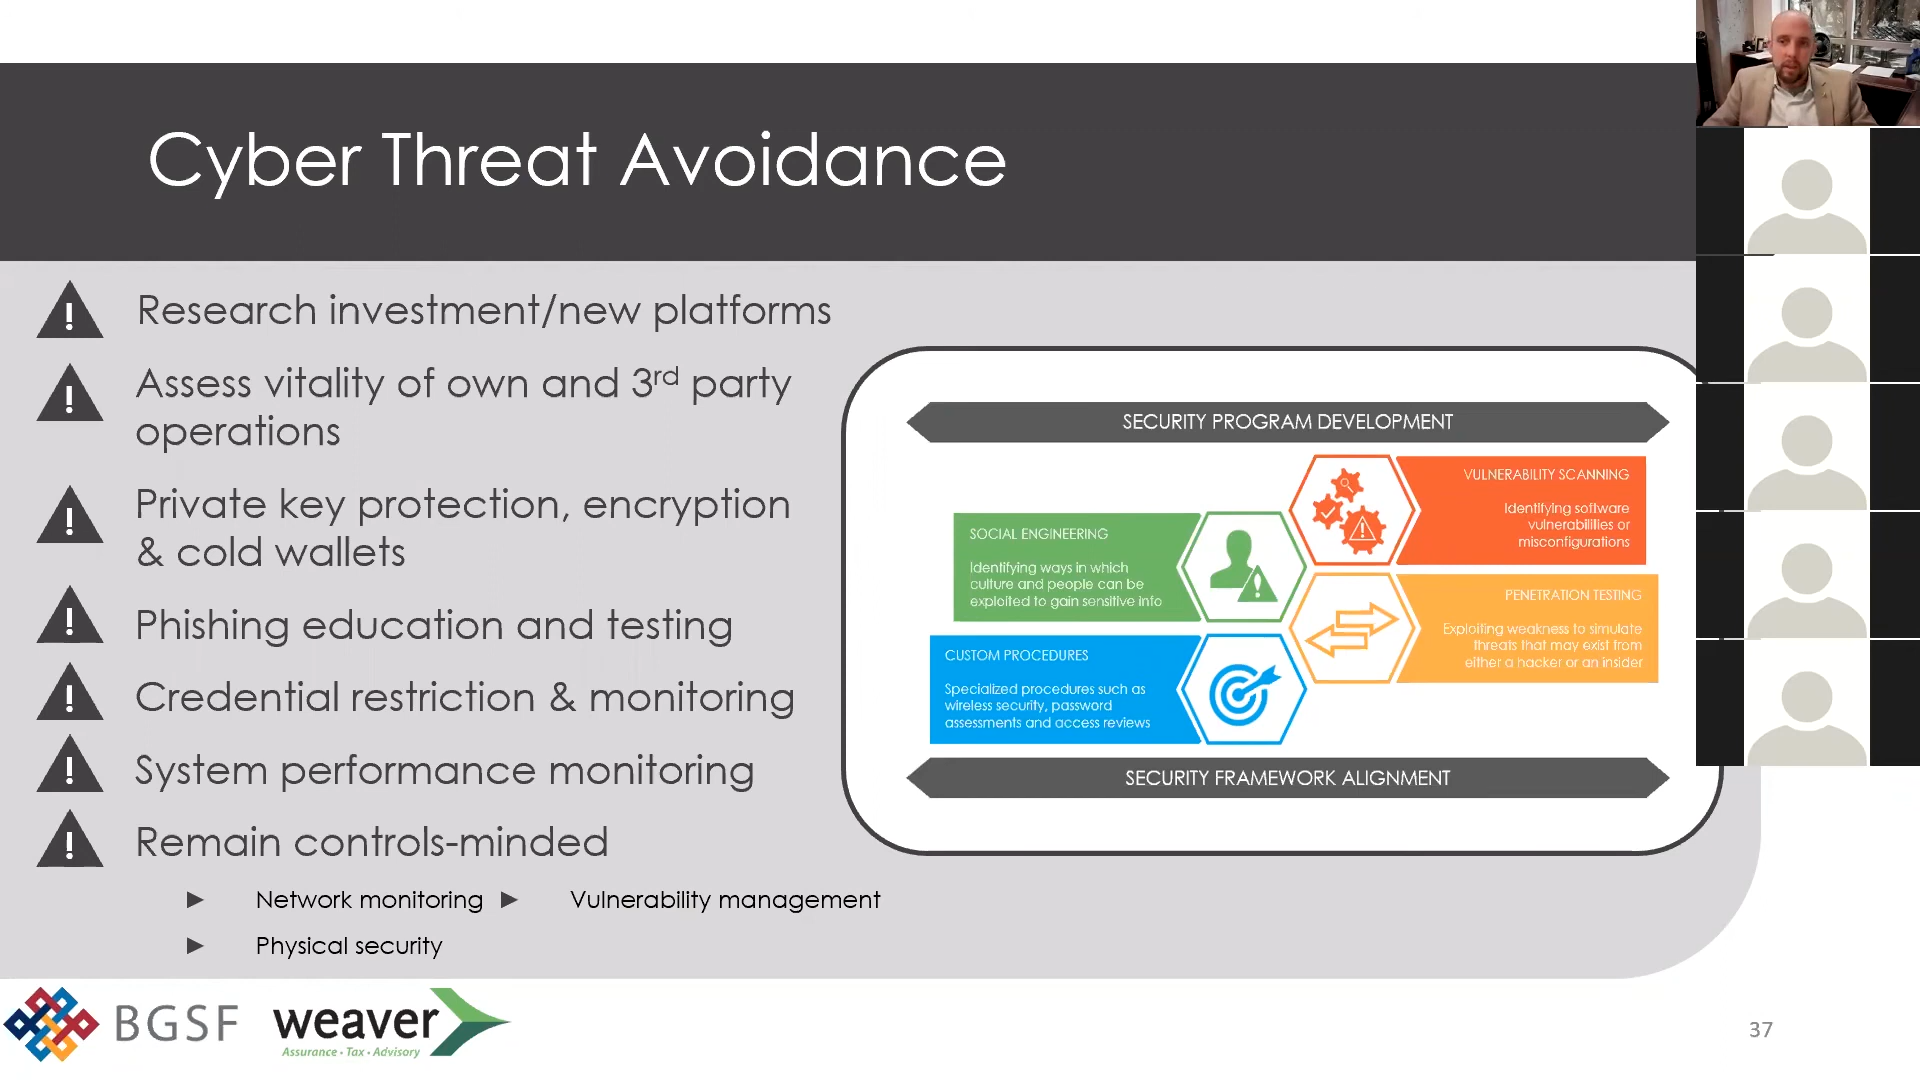 Cyber Threat Avoidance
Research investment/new platforms
Assess vitality of own and 3rd party
operations
Private key protection, encryption
& cold wallets
Phishing education and testing
Credential restriction & monitoring
System performance monitoring
Remain controls-minded
Network monitoring
Vulnerability management
Physical security
SECURITY PROGRAM DEVELOPMENT
VULNERABILITY SCANNING
Identifying software
vulnerabilities or
misconfigurations
SOCIAL ENGINEERING
Identifying ways in which
culture and people can be
exploited to gain sensitive info
PENETRATION TESTING
Exploiting weakness to simulate
threats that may exist from
either a hacker or an insider
CUSTOM PROCEDURES
Specialized procedures such as
wireless security, password
assessments and access reviews
SECURITY FRAMEWORK ALIGNMENT
BGSF
weaver
Assurance • Tax • Advisory
37